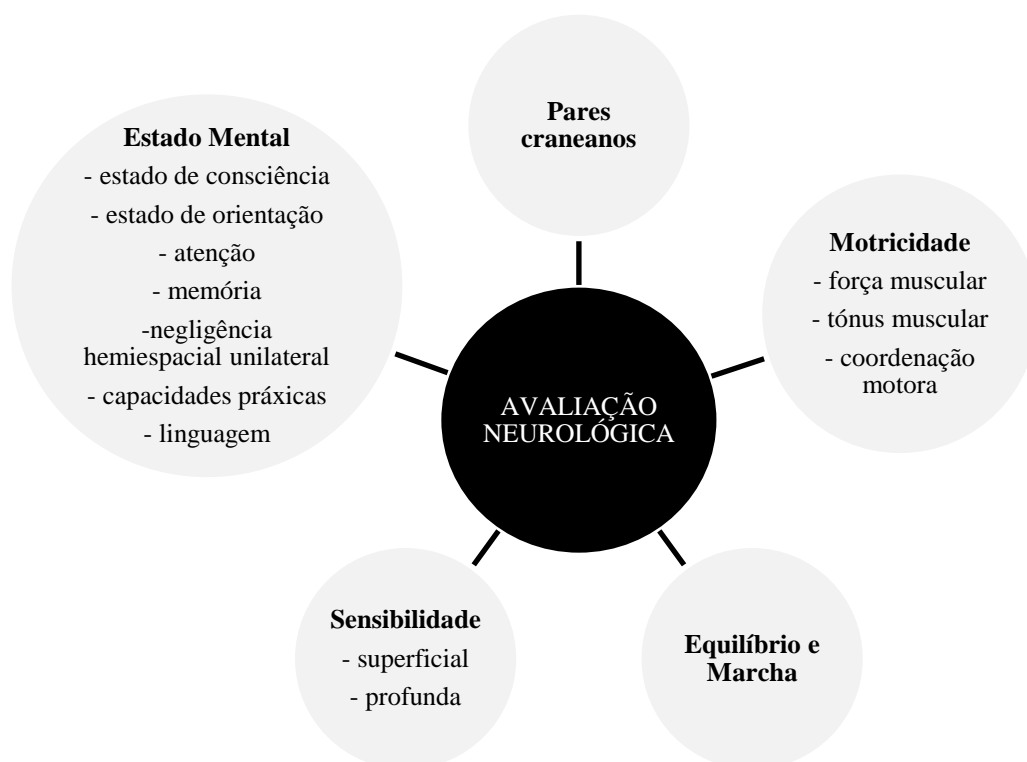 Pares
craneanos
Estado Mental
- estado de consciência
- estado de orientação
- atenção
- memória
-negligência
hemiespacial unilateral
- capacidades práxicas
- linguagem
Motricidade
- força muscular
- tónus muscular
- coordenação
motora
AVALIAÇÃO
NEUROLÓGICA
Sensibilidade
- superficial
- profunda
Equilíbrio e
Marcha